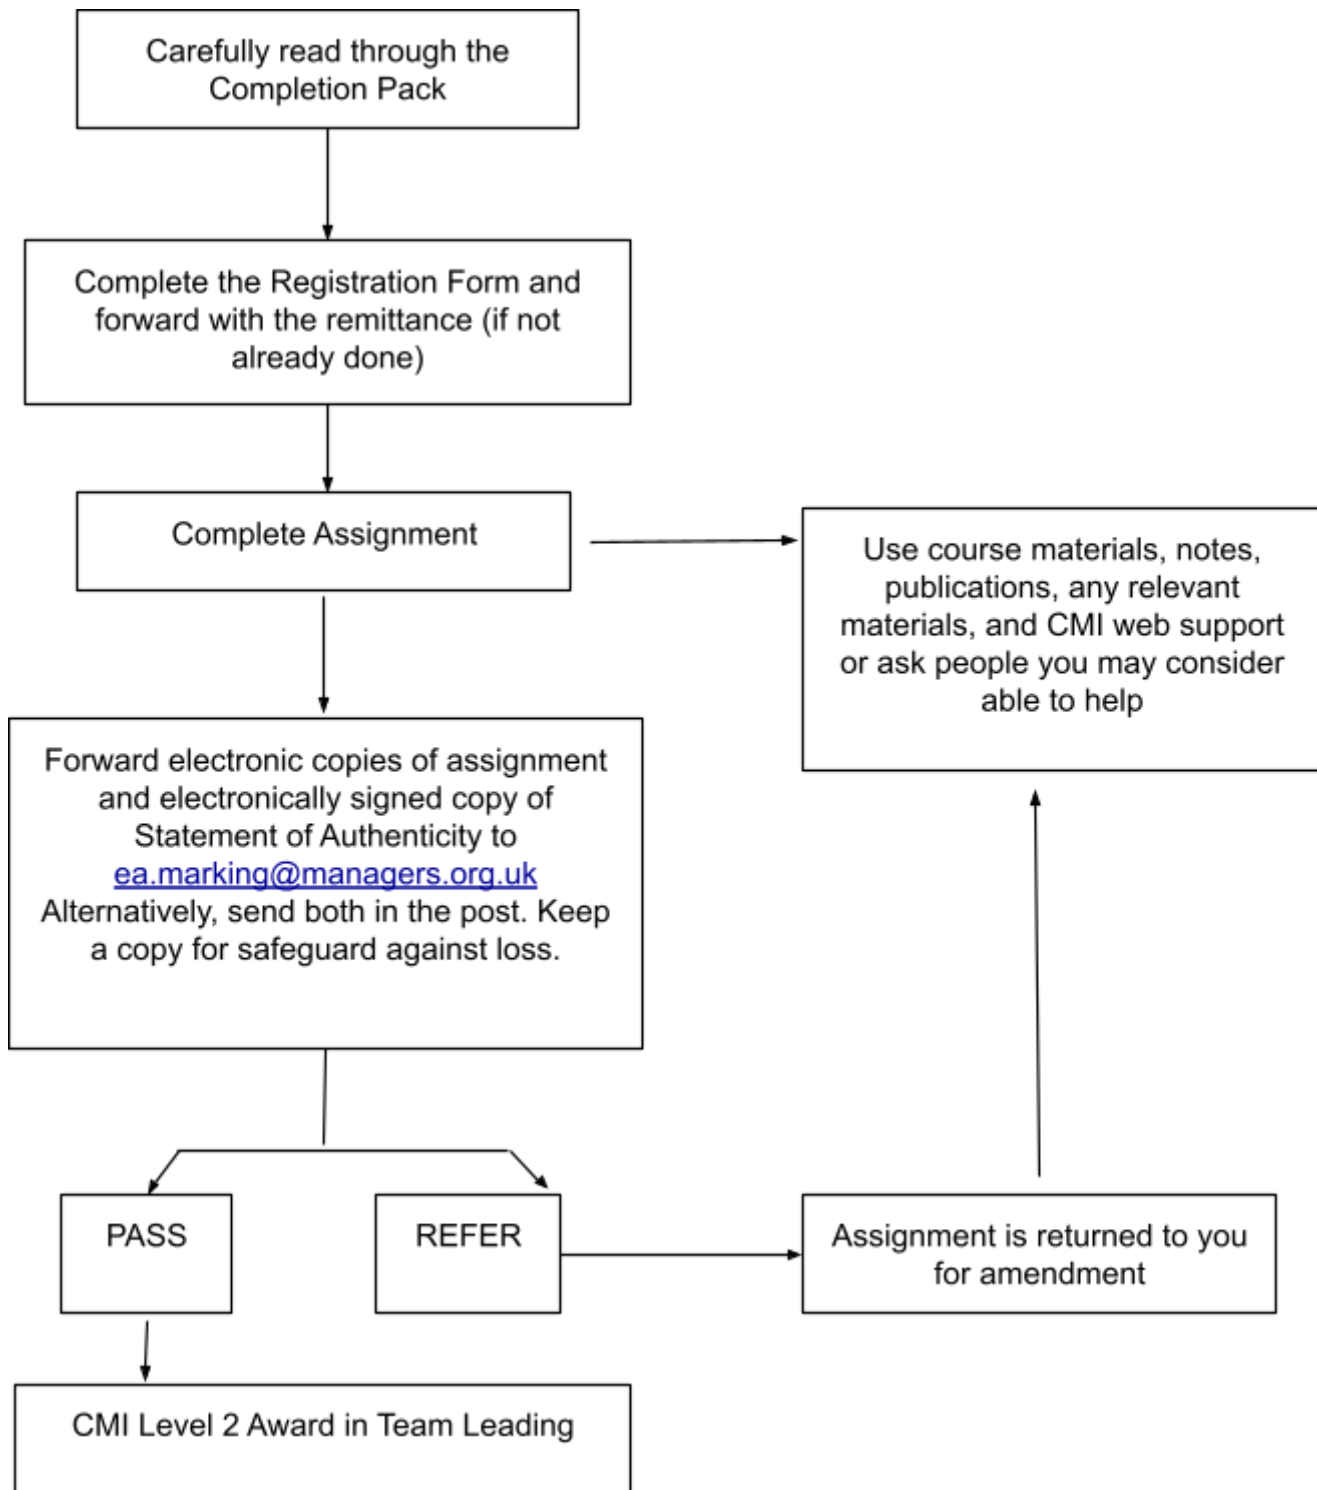 Carefully read through the
Completion Pack
Complete the Registration Form and
forward with the remittance (if not
already done)
Complete Assignment
Use course materials, notes,
publications, any relevant
materials, and CMI web support
or ask people you may consider
able to help
Forward electronic copies of assignment
and electronically signed copy of
Statement of Authenticity to
ea.marking@managers.org.uk
Alternatively, send both in the post. Keep
a copy for safeguard against loss.
PASS
REFER
Assignment is returned to you
for amendment
CMI Level 2 Award in Team Leading